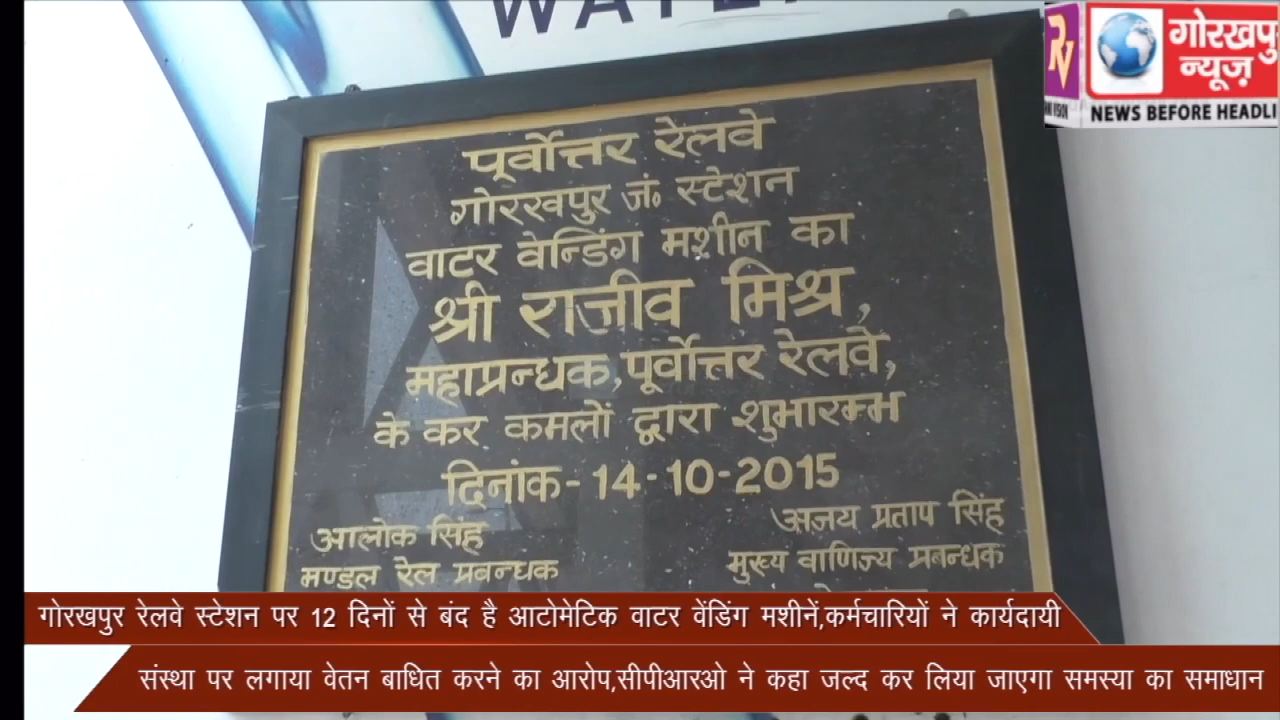 WATER
गोरखपु
न्यूज़
NEWS BEFORE HEADLI
पूर्वोत्तर रेलवे
गोरखपुर जं० स्टेशन
वाटर वेन्डिंग मशीन का
श्री राजीव मिश्र,
महाप्रन्धक,पूर्वोत्तर रेलवे,
के कर कमलों द्वारा शुभारम्भ
दिनांक-14-10-2015
आलोक सिंह
मण्डल रेल प्रबन्धक
अजय प्रताप सिंह
मुख्य वाणिज्य प्रबन्धक
गोरखपुर रेलवे स्टेशन पर 12 दिनों से बंद है आटोमेटिक वाटर वेंडिंग मशीनें,कर्मचारियों ने कार्यदायी
संस्था पर लगाया वेतन बाधित करने का आरोप,सीपीआरओ ने कहा जल्द कर लिया जाएगा समस्या का समाधान